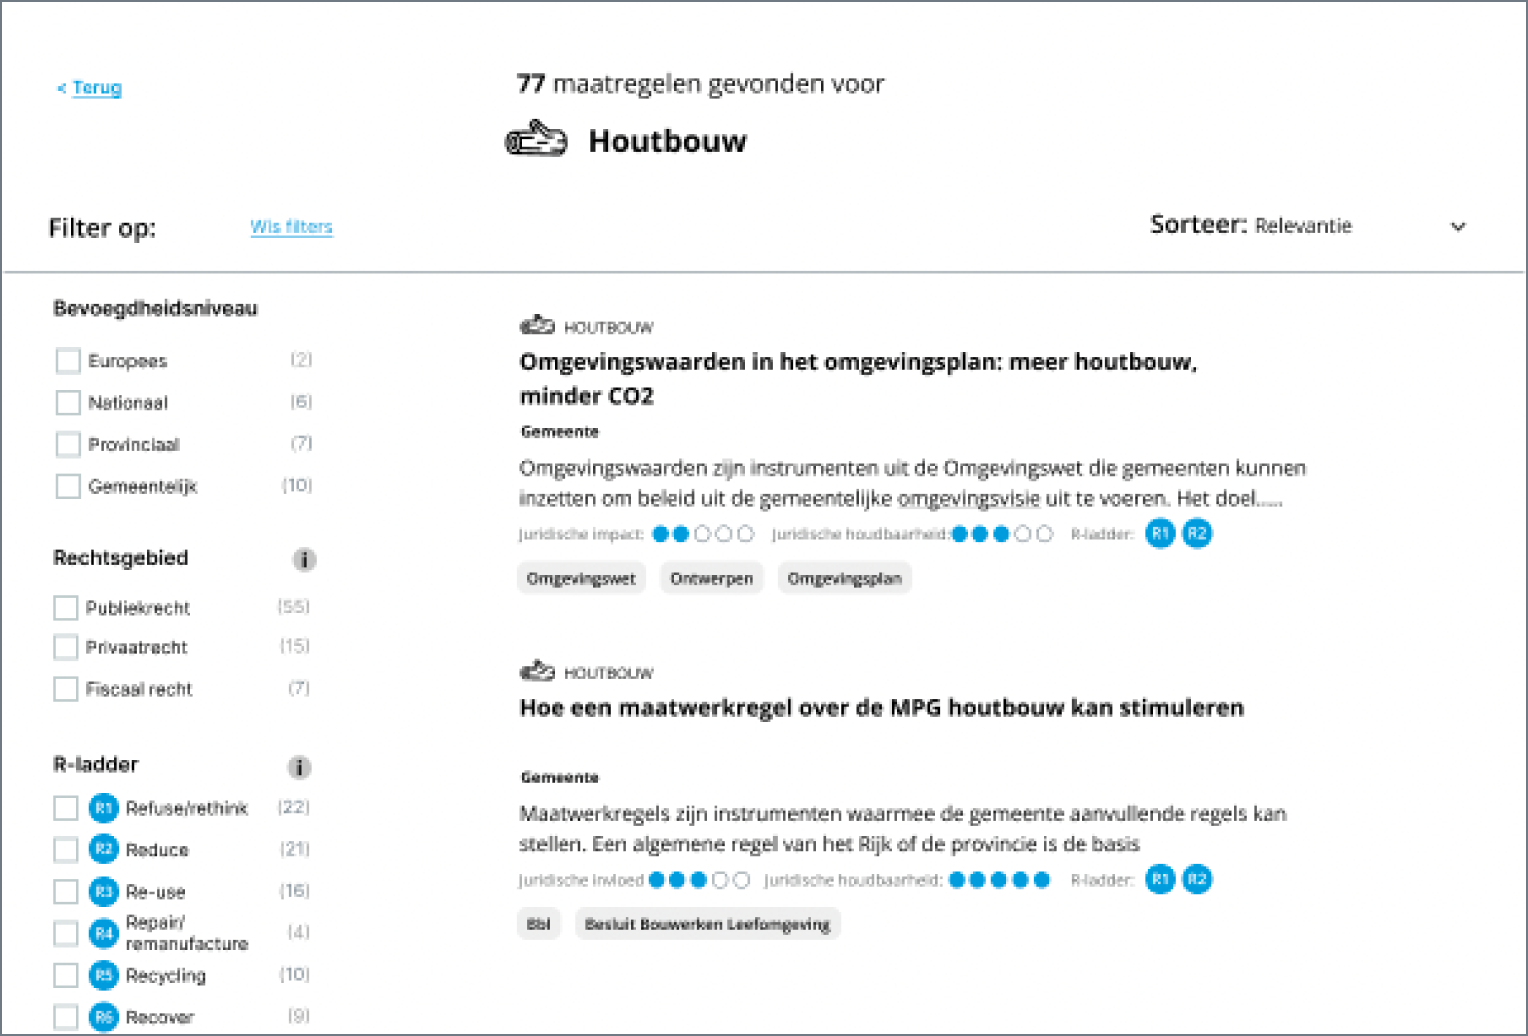 < Terug
77 maatregelen gevonden voor
Houtbouw
Filter op:
Wis filters
Sorteer: Relevantie
Bevoegdheidsniveau
Europees (2)
Nationaal (6)
Provinciaal (7)
Gemeentelijk (10)
Rechtsgebied i
Publiekrecht (55)
Privaatrecht (15)
Fiscaal recht (7)
R-ladder i
R1 Refuse/rethink (22)
R2 Reduce (21)
R3 Re-use (16)
R4 Repair/
remanufacture (4)
R5 Recycling (10)
R6 Recover (9)
HOUTBOUW
Omgevingswaarden in het omgevingsplan: meer houtbouw,
minder CO2
Gemeente
Omgevingswaarden zijn instrumenten uit de Omgevingswet die gemeenten kunnen
inzetten om beleid uit de gemeentelijke omgevingsvisie uit te voeren. Het doel.....
Juridische impact: Juridische houdbaarheid: R-ladder: R1 R2
Omgevingswet Ontwerpen Omgevingsplan
HOUTBOUW
Hoe een maatwerkregel over de MPG houtbouw kan stimuleren
Gemeente
Maatwerkregels zijn instrumenten waarmee de gemeente aanvullende regels kan
stellen. Een algemene regel van het Rijk of de provincie is de basis
Juridische invloed Juridische houdbaarheid: R-ladder: R1 R2
Bbl Besluit Bouwerken Leefomgeving